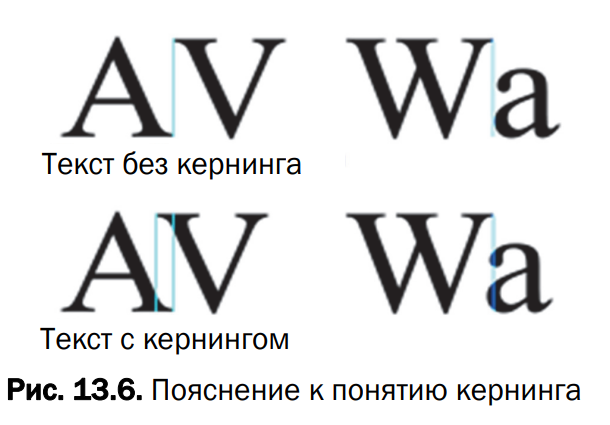 AV Wa
Текст без кернинга
AV Wa
Текст с кернингом
Рис. 13.6. Пояснение к понятию кернинга